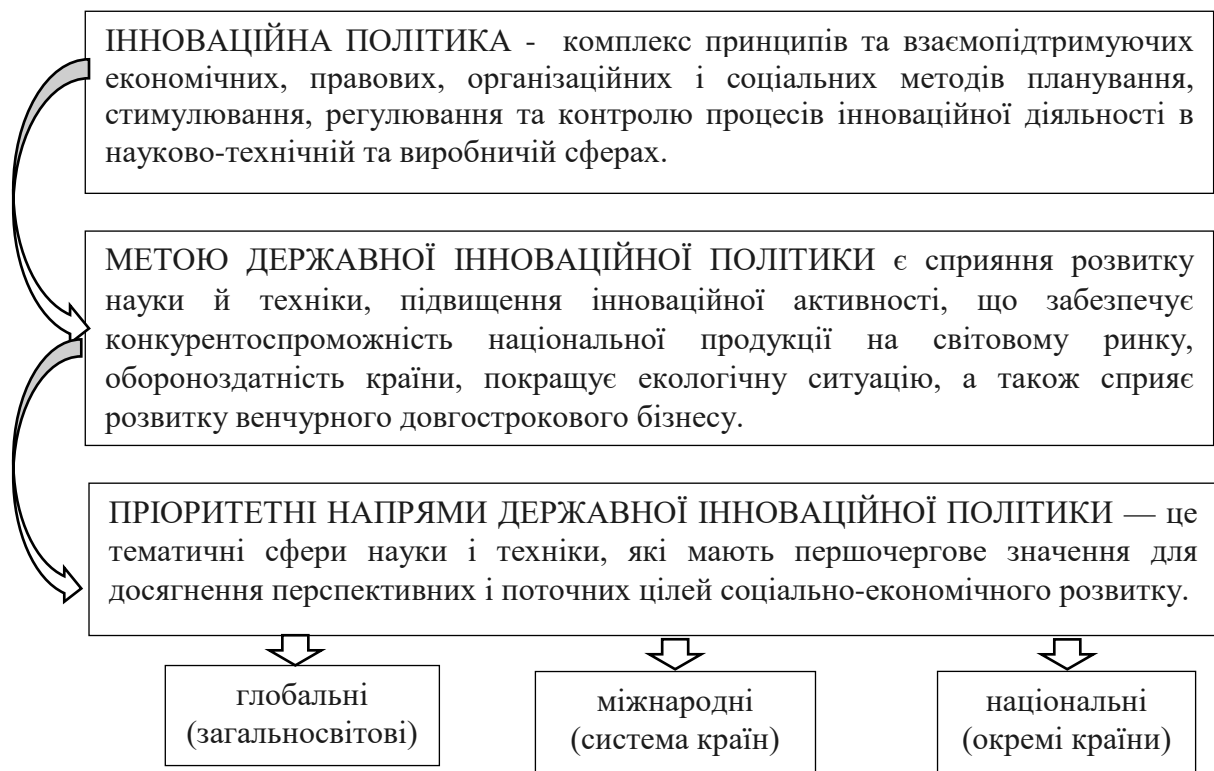 ІННОВАЦІЙНА ПОЛІТИКА - комплекс принципів та взаємопідтримуючих
економічних, правових, організаційних і соціальних методів планування,
стимулювання, регулювання та контролю процесів інноваційної діяльності в
науково-технічній та виробничій сферах.
МЕТОЮ ДЕРЖАВНОЇ ІННОВАЦІЙНОЇ ПОЛІТИКИ є сприяння розвитку
науки й техніки, підвищення інноваційної активності, що забезпечує
конкурентоспроможність національної продукції на світовому ринку,
обороноздатність країни, покращує екологічну ситуацію, а також сприяє
розвитку венчурного довгострокового бізнесу.
ПРІОРИТЕТНІ НАПРЯМИ ДЕРЖАВНОЇ ІННОВАЦІЙНОЇ ПОЛІТИКИ — це
тематичні сфери науки і техніки, які мають першочергове значення для
досягнення перспективних і поточних цілей соціально-економічного розвитку.
глобальні
(загальносвітові)
міжнародні
(система країн)
національні
(окремі країни)